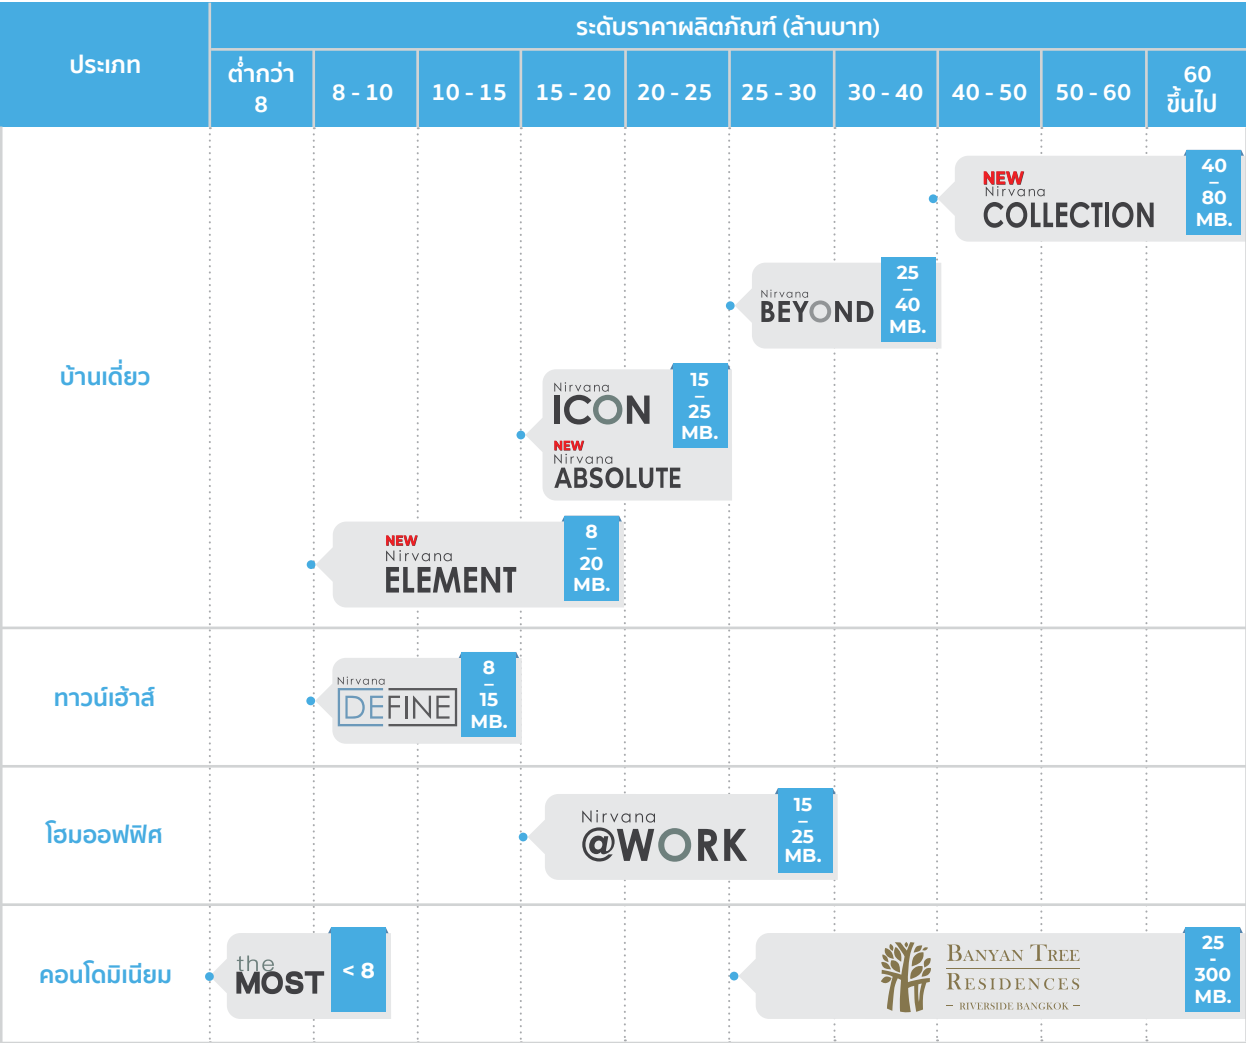 ประเภท
ระดับราคาผลิตภัณฑ์ (ล้านบาท)
ต่ำกว่า
8
8 - 10
10 - 15
15 - 20
20 - 25
25 - 30
30 - 40
40 - 50
50 - 60
60
ขึ้นไป
บ้านเดี่ยว
NEW
Nirvana
COLLECTION
40
–
80
MB.
Nirvana
BEYOND
25
–
40
MB.
Nirvana
ICON
NEW
Nirvana
ABSOLUTE
15
–
25
MB.
NEW
Nirvana
ELEMENT
8
–
20
MB.
ทาวน์เฮ้าส์
Nirvana
DEFINE
8
–
15
MB.
โฮมออฟฟิศ
Nirvana
@WORK
15
–
25
MB.
คอนโดมิเนียม
the
MOST
< 8
BANYAN TREE
RESIDENCES
– RIVERSIDE BANGKOK –
25
-
300
MB.